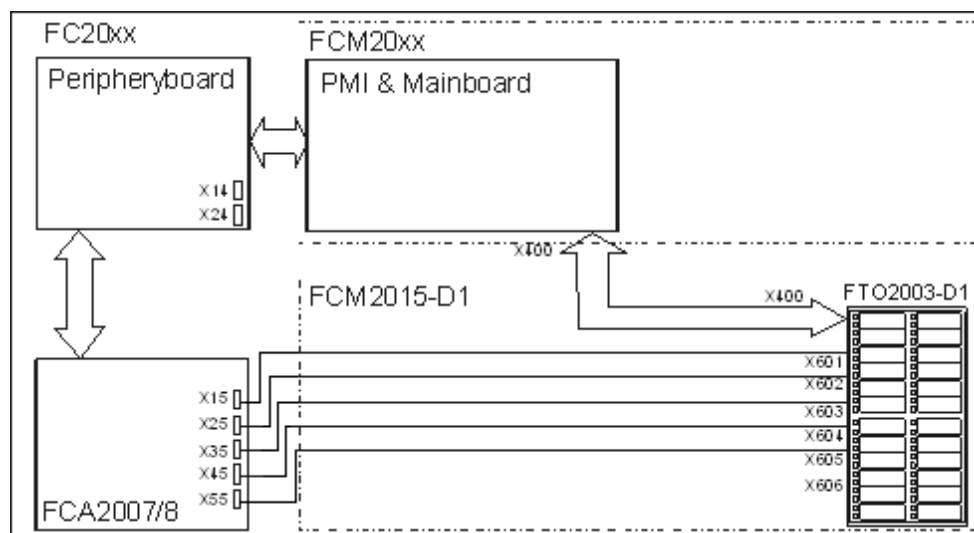 FC20xx
Peripheryboard
X14
X24
FCM20xx
PMI & Mainboard
X400
FCM2015-D1
X400
FTO2003-D1
X601
X602
X603
X604
X605
X606
X15
X25
X35
X45
X55
FCA2007/8